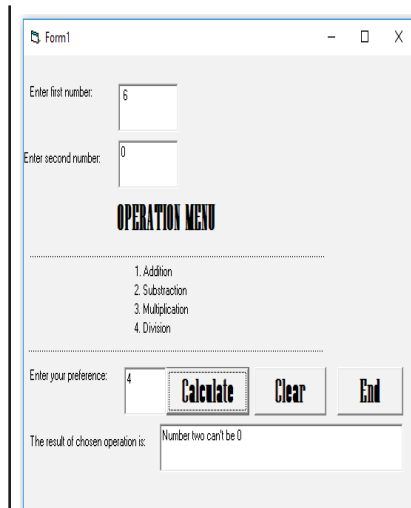 Form1
Enter first number: 6
Enter second number: 0
OPERATION MENU
1. Addition
2. Substraction
3. Multiplication
4. Division
Enter your preference: 4 Calculate Clear End
The result of chosen operation is: Number two can't be 0